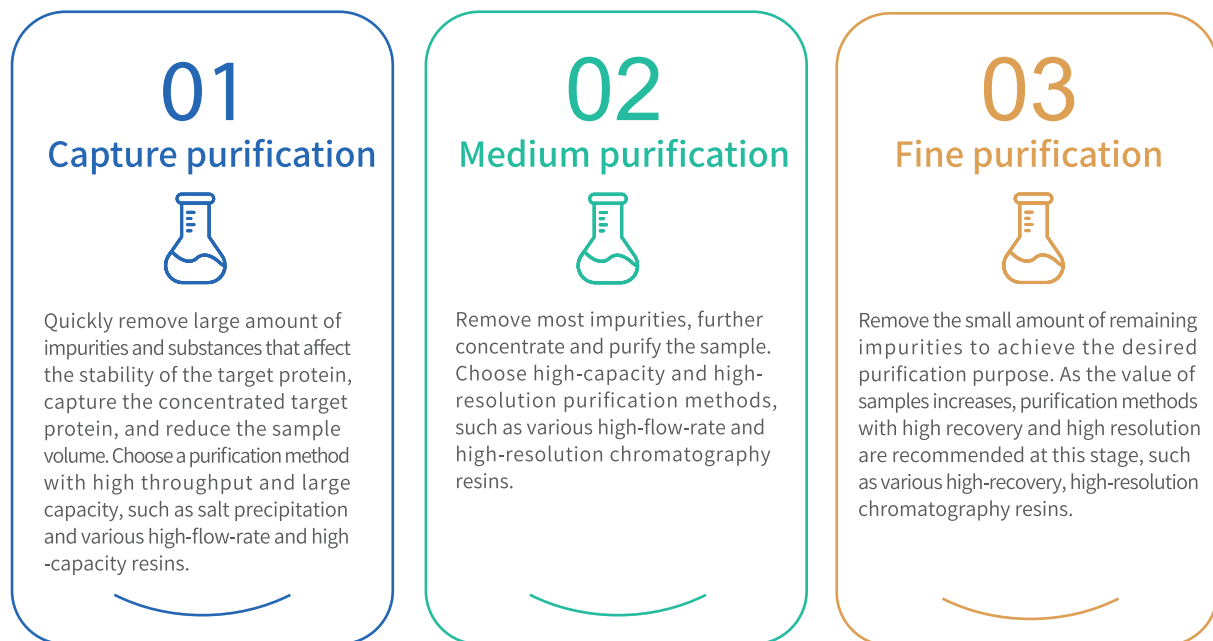 01
Capture purification
Quickly remove large amount of
impurities and substances that affect
the stability of the target protein,
capture the concentrated target
protein, and reduce the sample
volume. Choose a purification method
with high throughput and large
capacity, such as salt precipitation
and various high-flow-rate and high
-capacity resins.
02
Medium purification
Remove most impurities, further
concentrate and purify the sample.
Choose high-capacity and high-
resolution purification methods,
such as various high-flow-rate and
high-resolution chromatography
resins.
03
Fine purification
Remove the small amount of remaining
impurities to achieve the desired
purification purpose. As the value of
samples increases, purification methods
with high recovery and high resolution
are recommended at this stage, such
as various high-recovery, high-resolution
chromatography resins.